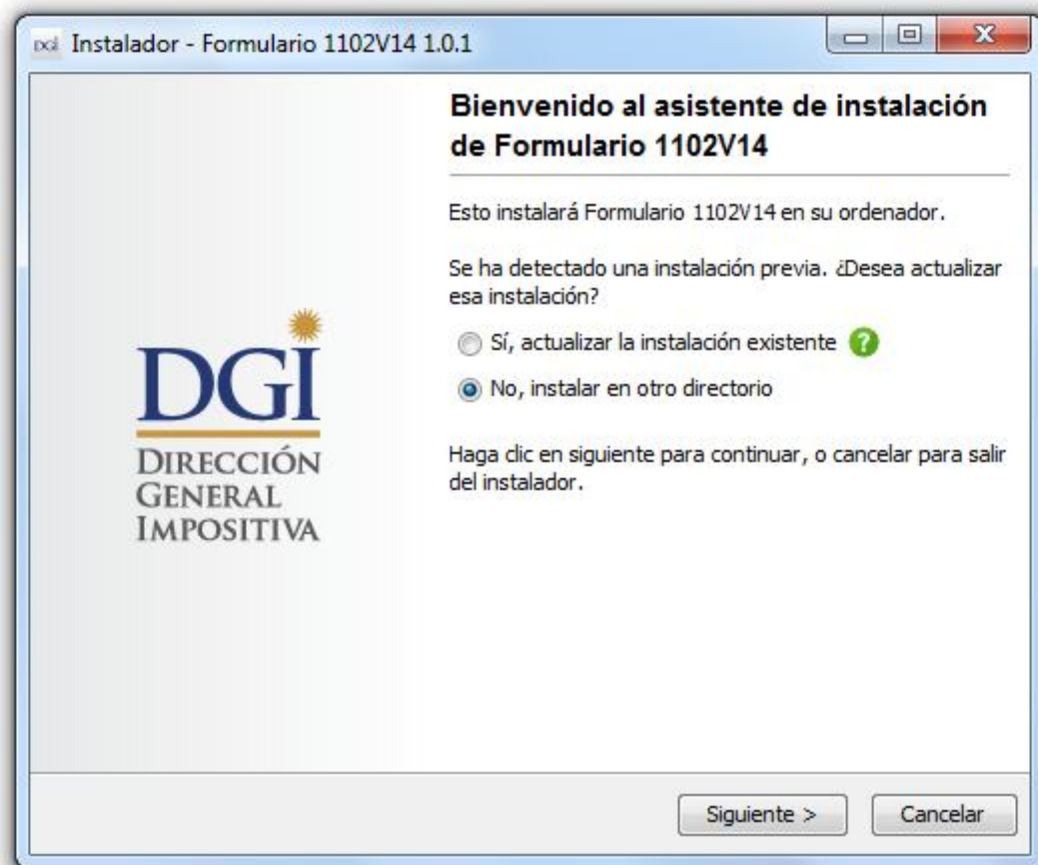 DGI Instalador - Formulario 1102V14 1.0.1
Bienvenido al asistente de instalación
de Formulario 1102V14
Esto instalará Formulario 1102V14 en su ordenador.
Se ha detectado una instalación previa. ¿Desea actualizar
esa instalación?
Sí, actualizar la instalación existente ?
No, instalar en otro directorio
Haga clic en siguiente para continuar, o cancelar para salir
del instalador.
DGI
DIRECCIÓN
GENERAL
IMPOSITIVA
Siguiente >
Cancelar